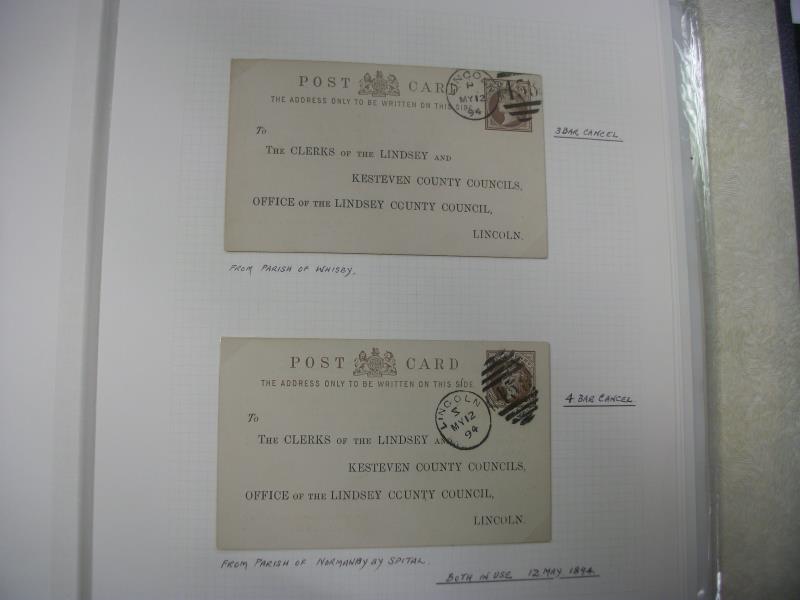 POST CARD
THE ADDRESS ONLY TO BE WRITTEN ON THIS SIDE.
LINCOLN
MY 12
94
3 BAR CANCEL
To
THE CLERKS OF THE LINDSEY AND
KESTEVEN COUNTY COUNCILS,
OFFICE OF THE LINDSEY COUNTY COUNCIL,
LINCOLN.
FROM PARISH OF WHISBY.
POST CARD
THE ADDRESS ONLY TO BE WRITTEN ON THIS SIDE.
LINCOLN
MY 12
94
4 BAR CANCEL
To
THE CLERKS OF THE LINDSEY AND
KESTEVEN COUNTY COUNCILS,
OFFICE OF THE LINDSEY COUNTY COUNCIL,
LINCOLN.
FROM PARISH OF NORMANBY BY SPITAL.
BOTH IN USE 12 MAY 1894.